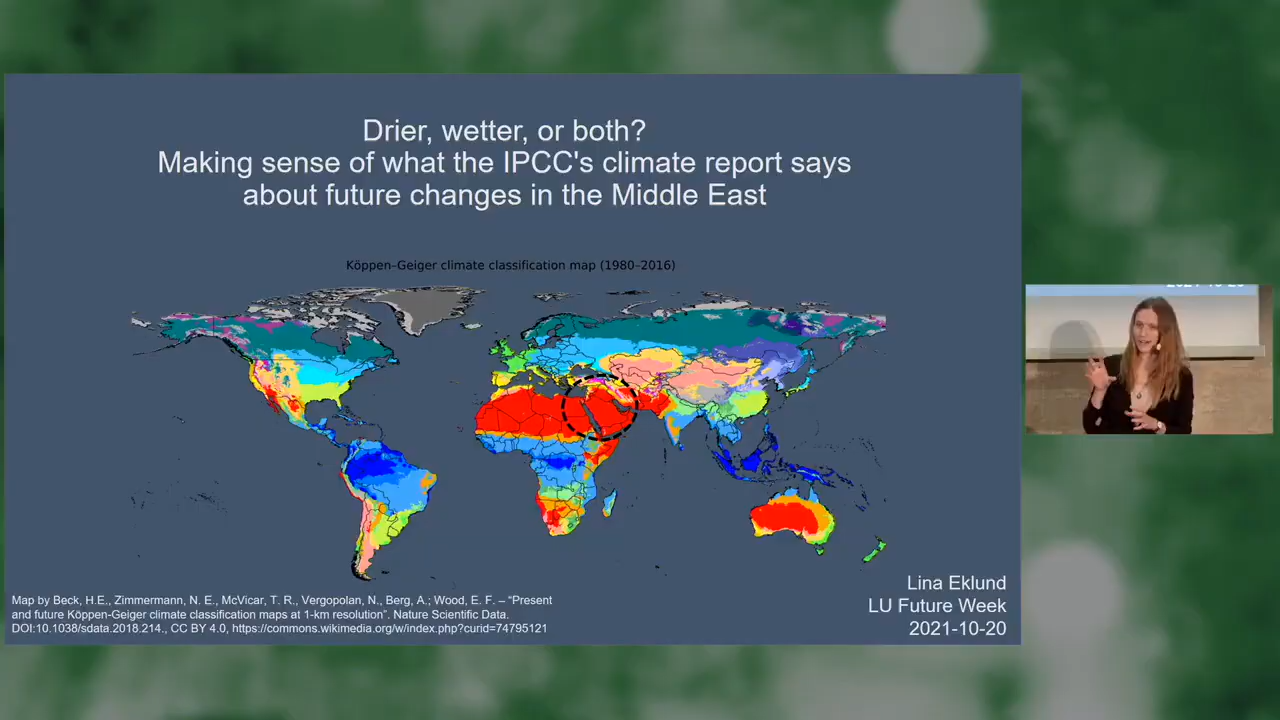 Drier, wetter, or both?
Making sense of what the IPCC's climate report says
about future changes in the Middle East
Köppen–Geiger climate classification map (1980–2016)
Map by Beck, H.E., Zimmermann, N. E., McVicar, T. R., Vergopolan, N., Berg, A.; Wood, E. F. – “Present
and future Köppen-Geiger climate classification maps at 1-km resolution”. Nature Scientific Data.
DOI:10.1038/sdata.2018.214., CC BY 4.0, https://commons.wikimedia.org/w/index.php?curid=74795121
Lina Eklund
LU Future Week
2021-10-20
2021-10-20